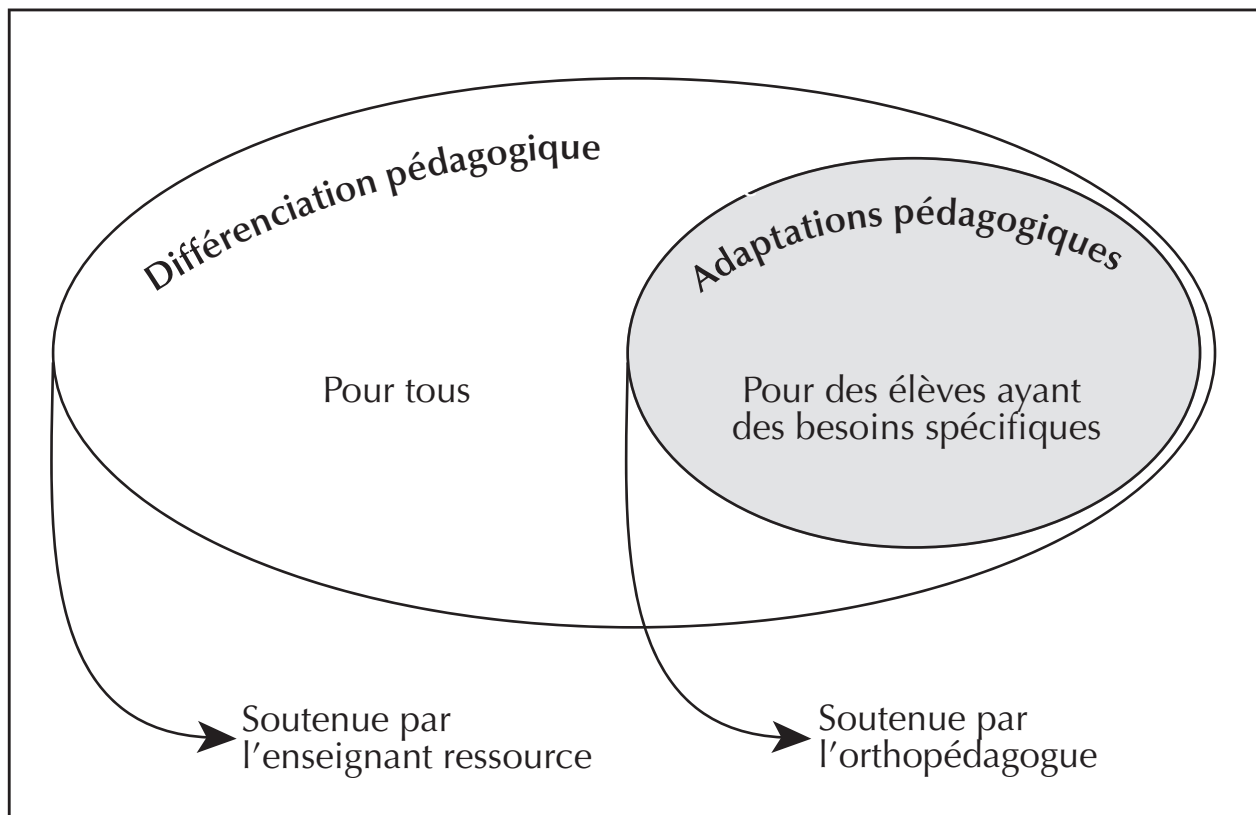 Différenciation pédagogique
Adaptations pédagogiques
Pour tous
Pour des élèves ayant
des besoins spécifiques
Soutenue par
l’enseignant ressource
Soutenue par
l’orthopédagogue